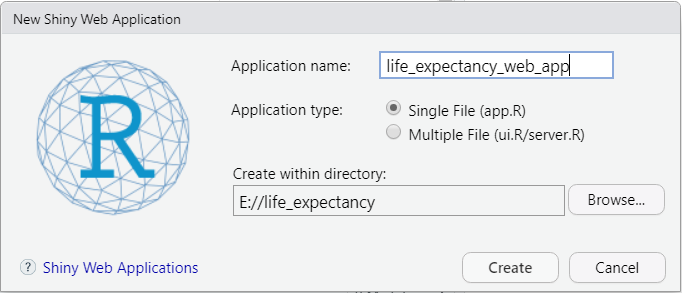 New Shiny Web Application
Application name: life_expectancy_web_app
R
Application type: Single File (app.R)
Multiple File (ui.R/server.R)
Create within directory:
E://life_expectancy Browse...
? Shiny Web Applications Create Cancel